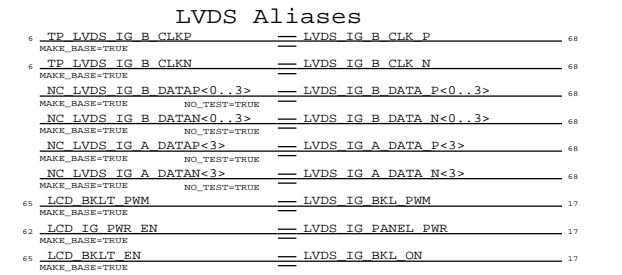 LVDS Aliases
6 TP_LVDS_IG_B_CLKP LVDS_IG_B_CLK_P 68
MAKE_BASE=TRUE
6 TP_LVDS_IG_B_CLKN LVDS_IG_B_CLK_N 68
MAKE_BASE=TRUE
NC_LVDS_IG_B_DATAP<0..3> LVDS_IG_B_DATA_P<0..3> 68
MAKE_BASE=TRUE NO_TEST=TRUE
NC_LVDS_IG_B_DATAN<0..3> LVDS_IG_B_DATA_N<0..3> 68
MAKE_BASE=TRUE NO_TEST=TRUE
NC_LVDS_IG_A_DATAP<3> LVDS_IG_A_DATA_P<3> 68
MAKE_BASE=TRUE NO_TEST=TRUE
NC_LVDS_IG_A_DATAN<3> LVDS_IG_A_DATA_N<3> 68
MAKE_BASE=TRUE NO_TEST=TRUE
65 LCD_BKLT_PWM LVDS_IG_BKL_PWM 17
MAKE_BASE=TRUE
62 LCD_IG_PWR_EN LVDS_IG_PANEL_PWR 17
MAKE_BASE=TRUE
65 LCD_BKLT_EN LVDS_IG_BKL_ON 17
MAKE_BASE=TRUE